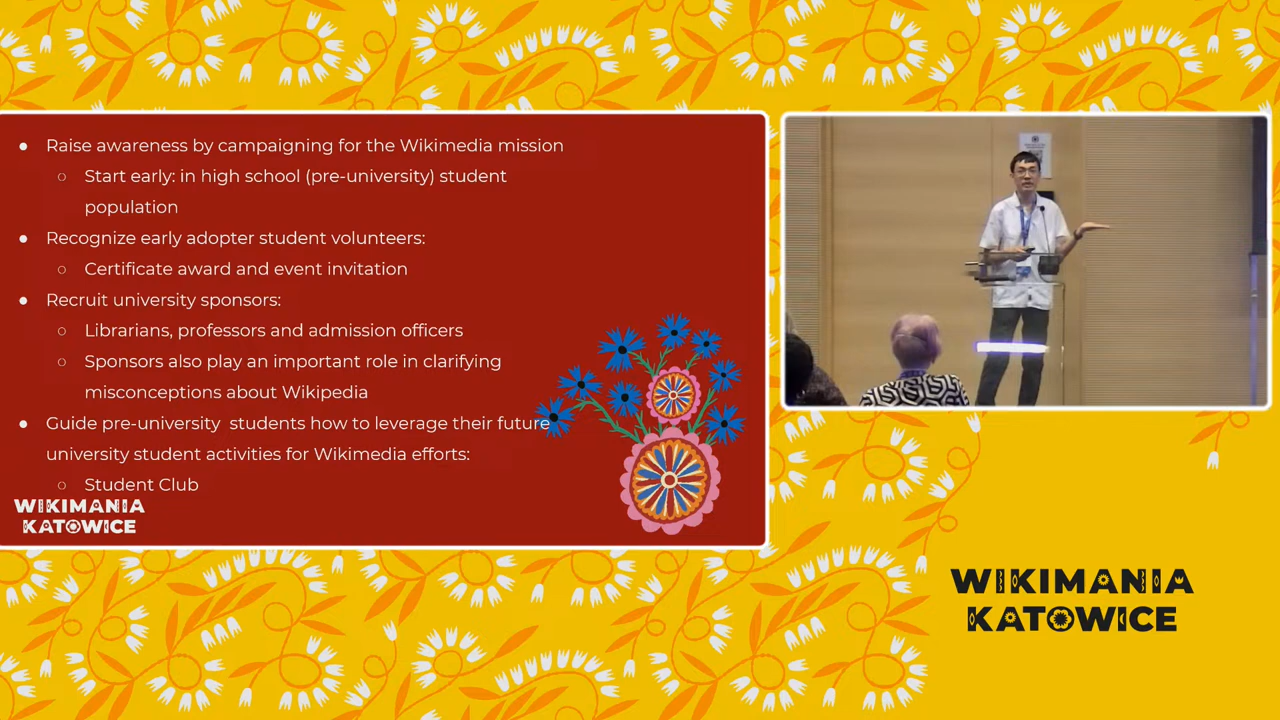 ● Raise awareness by campaigning for the Wikimedia mission
○ Start early: in high school (pre-university) student
population
● Recognize early adopter student volunteers:
○ Certificate award and event invitation
● Recruit university sponsors:
○ Librarians, professors and admission officers
○ Sponsors also play an important role in clarifying
misconceptions about Wikipedia
● Guide pre-university  students how to leverage their future
university student activities for Wikimedia efforts:
○ Student Club
WIKIMANIA
KATOWICE
WIKIMANIA
KATOWICE